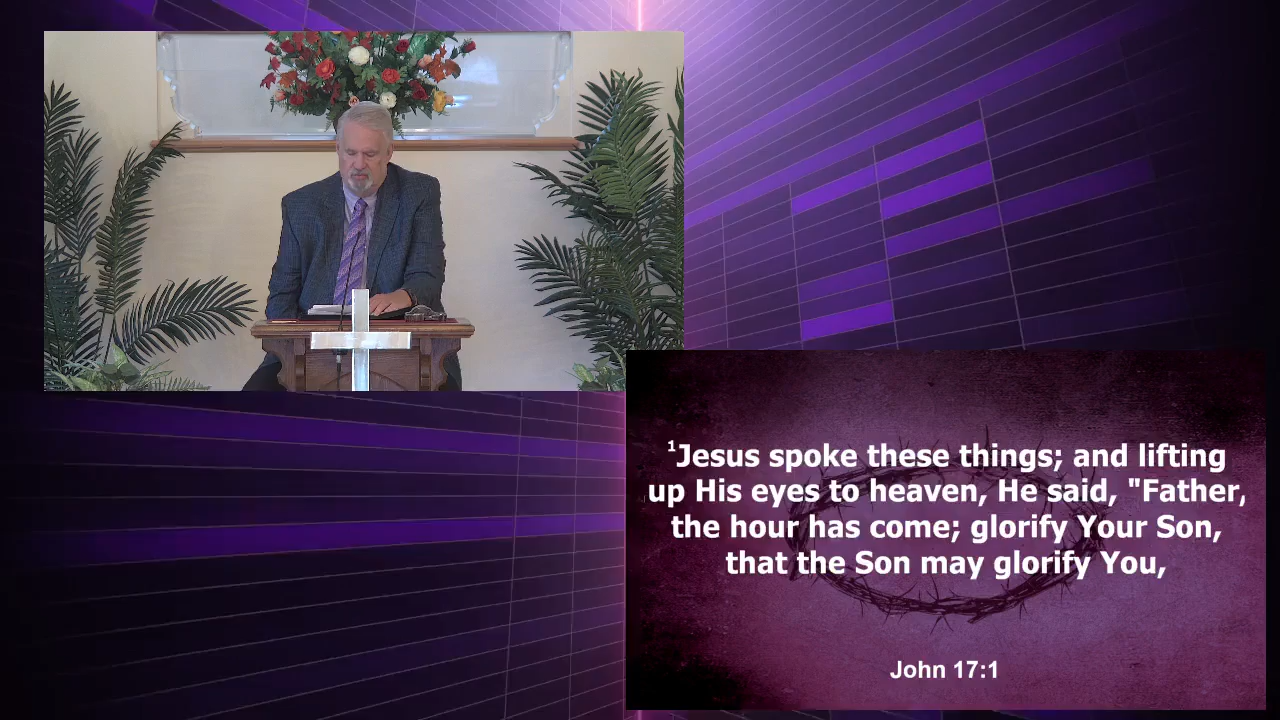 ¹Jesus spoke these things; and lifting
up His eyes to heaven, He said, "Father,
the hour has come; glorify Your Son,
that the Son may glorify You,
John 17:1